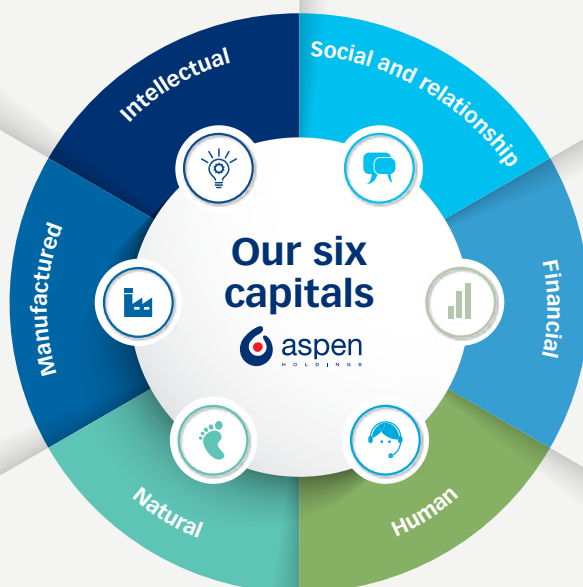 Intellectual
Social and relationship
Manufactured
Our six
capitals
aspen
HOLDINGS
Financial
Natural
Human